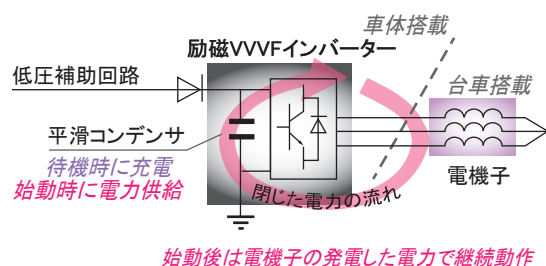 車体搭載
励磁VVVFインバーター
低圧補助回路
台車搭載
平滑コンデンサ
待機時に充電
始動時に電力供給
電機子
閉じた電力の流れ
始動後は電機子の発電した電力で継続動作